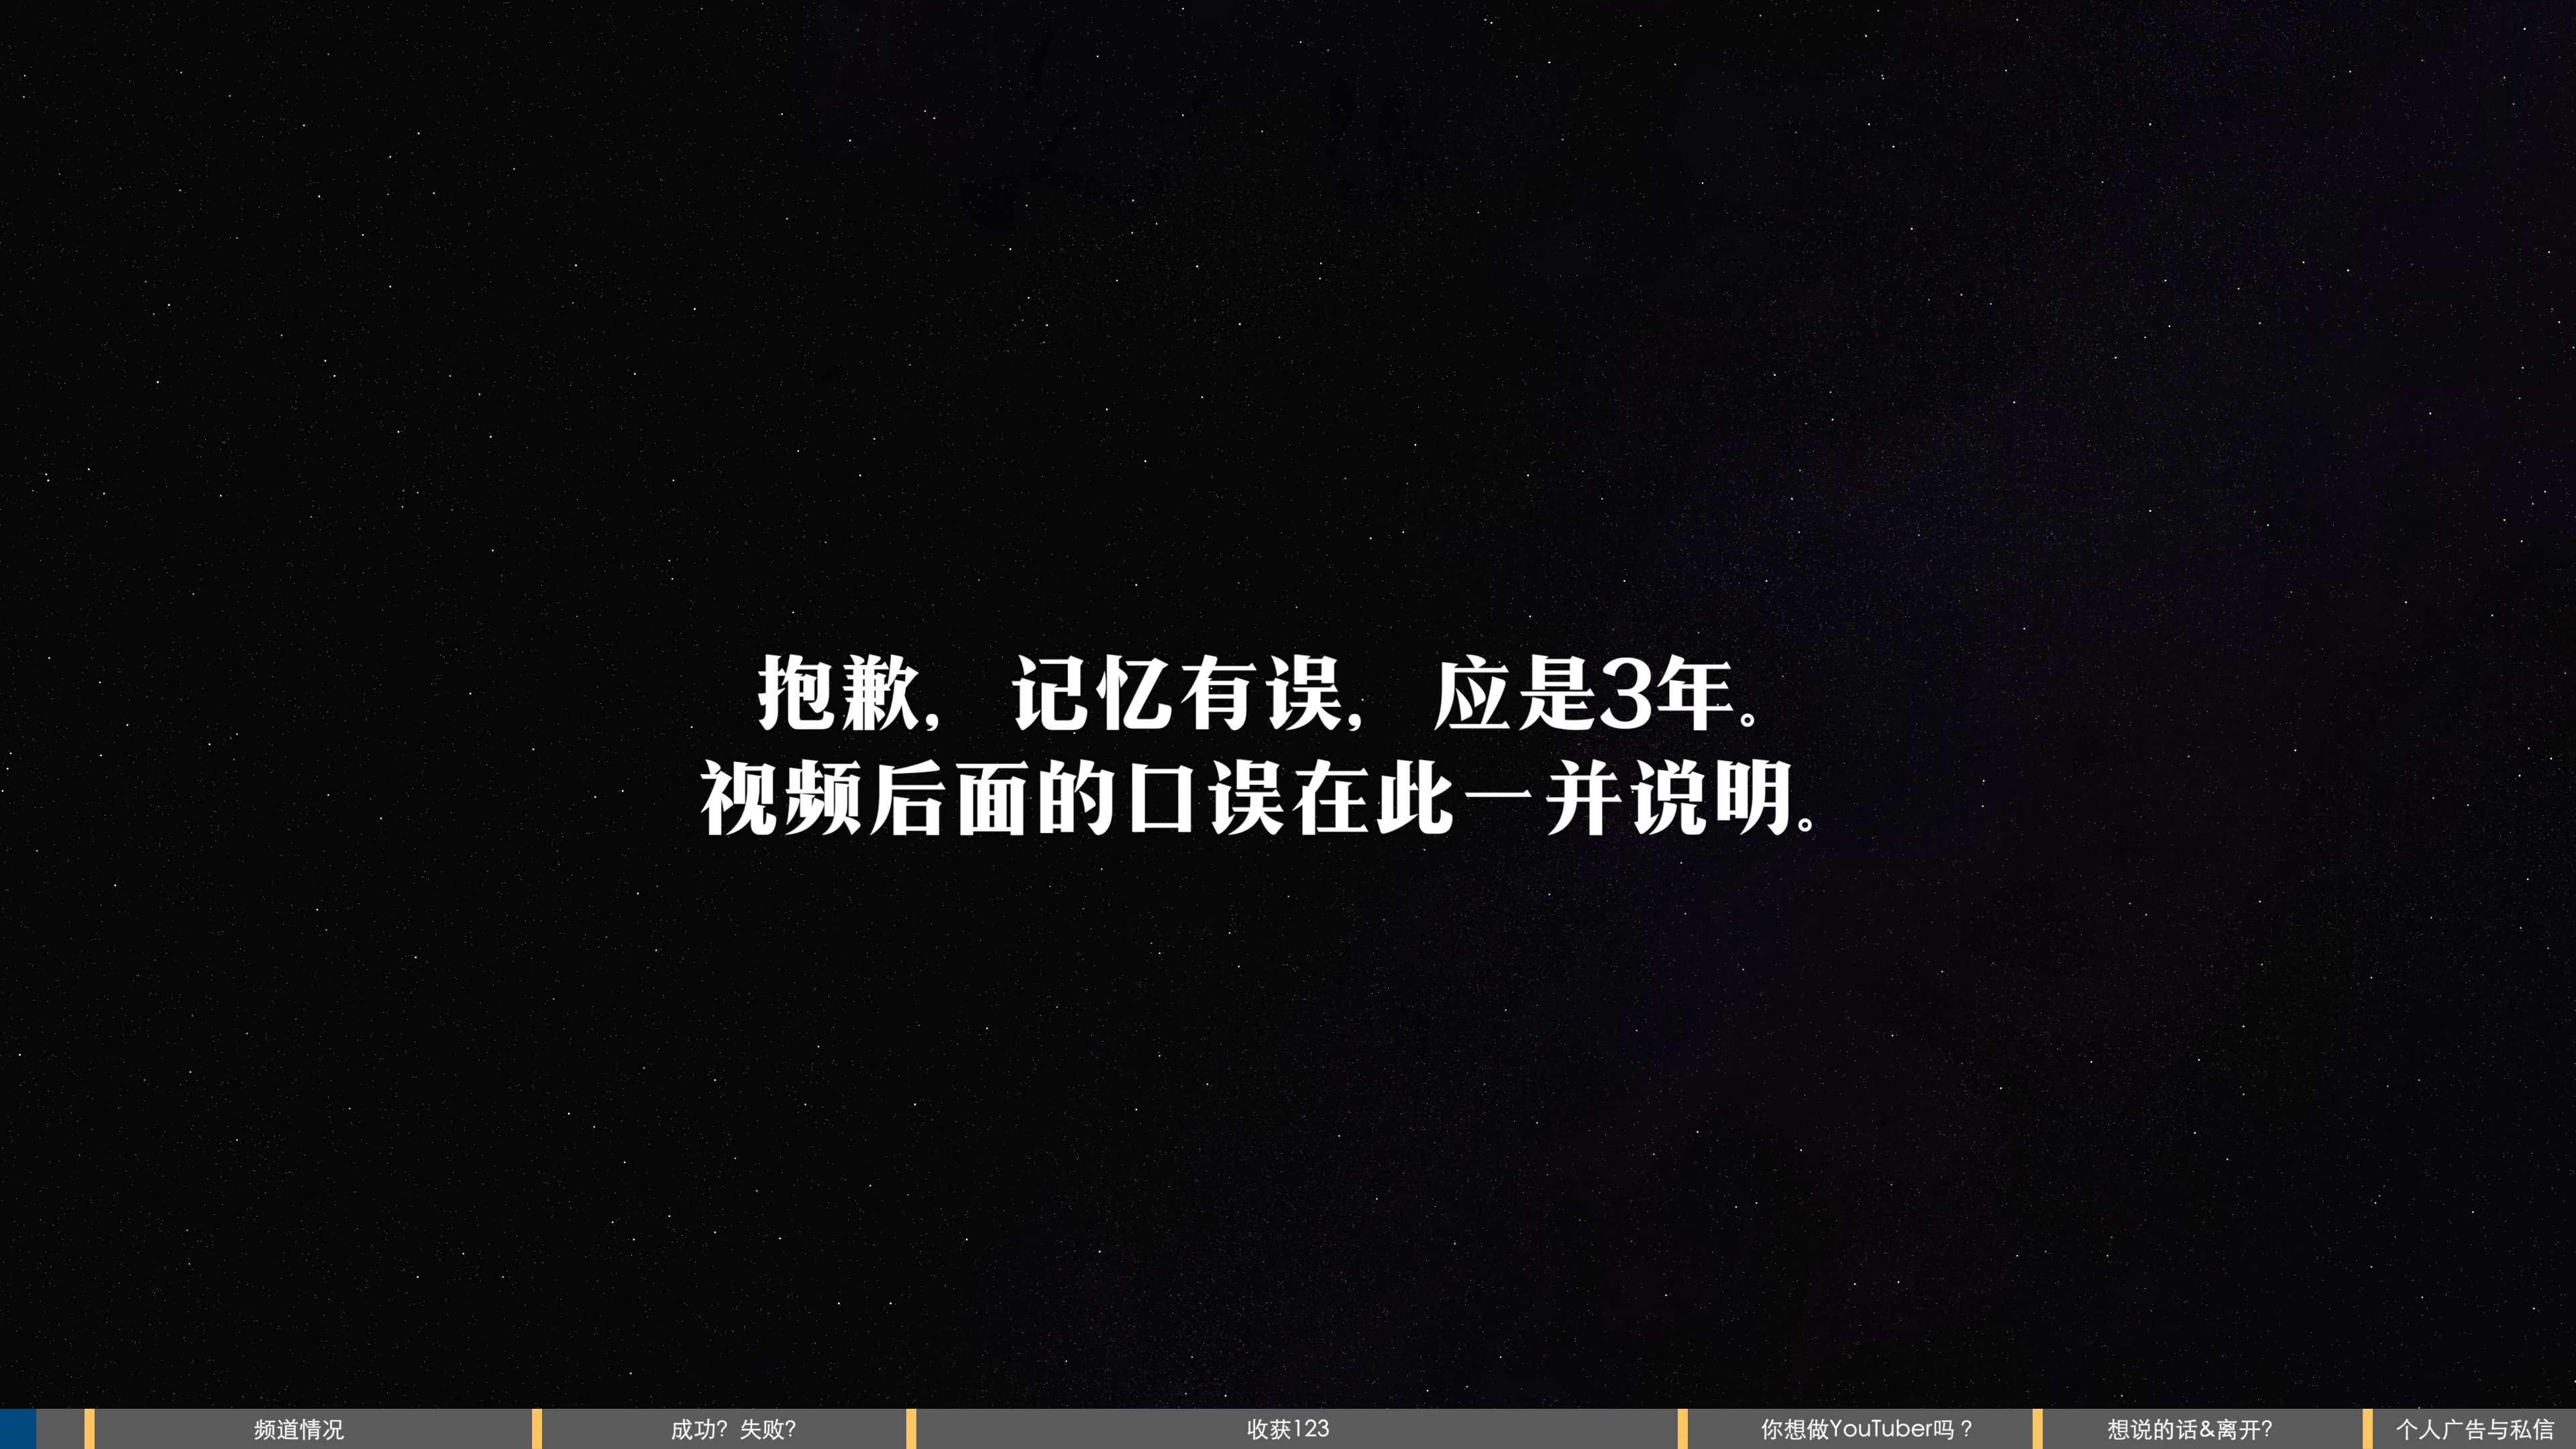 抱歉，记忆有误，应是3年。
视频后面的口误在此一并说明。
频道情况
成功？失败？
收获123
你想做YouTuber吗？
想说的话&离开？
个人广告与私信